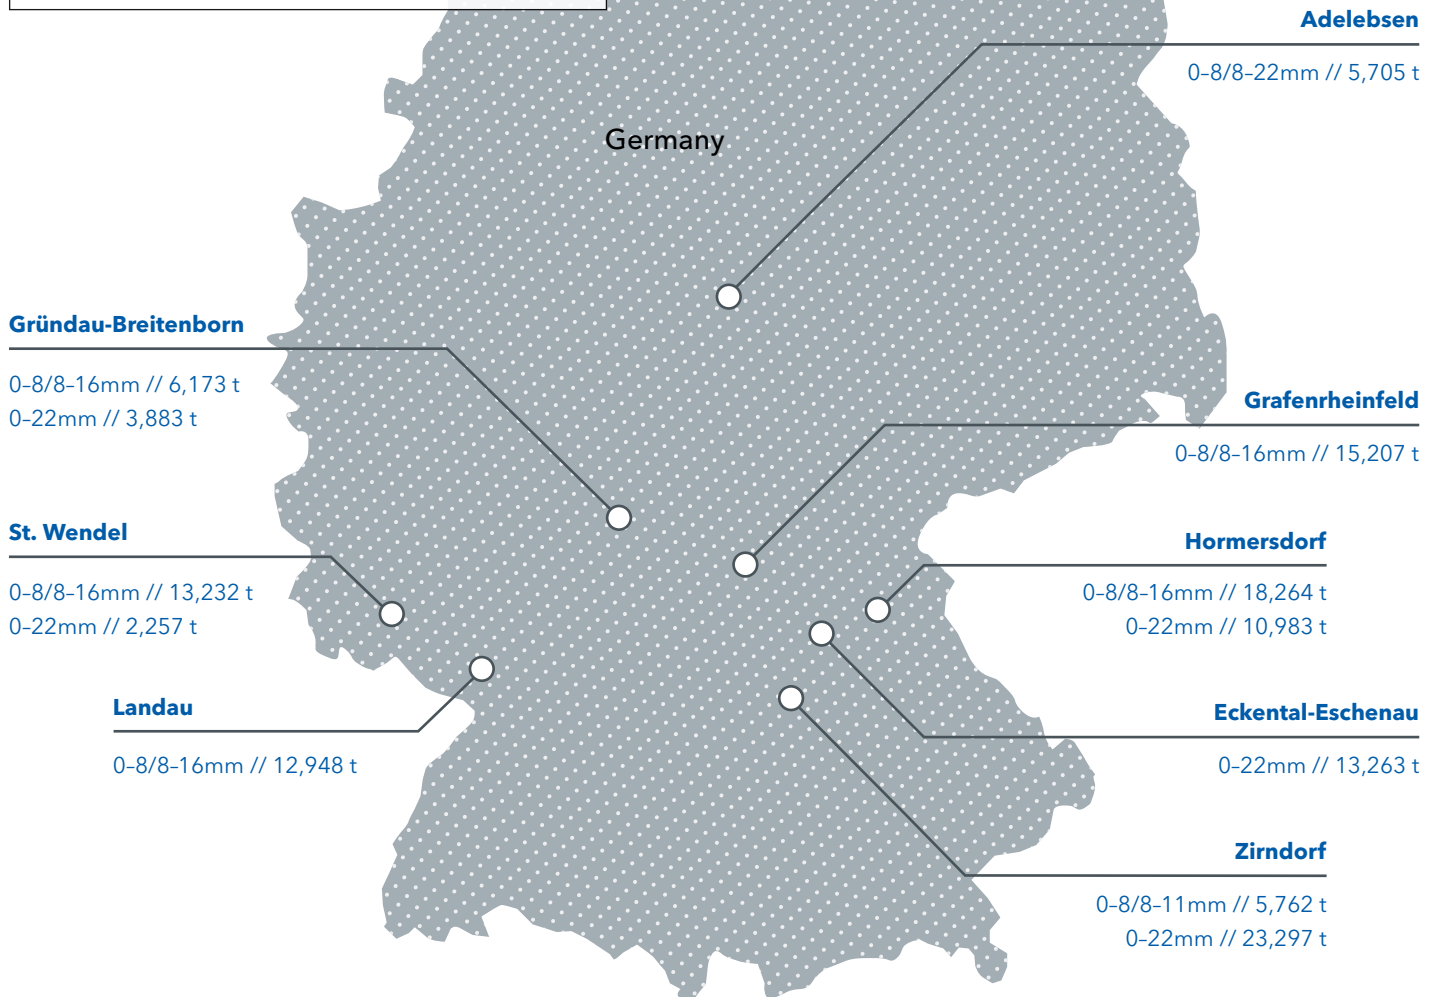 Adelebsen
0–8/8–22mm // 5,705 t
Germany
Gründau-Breitenborn
0–8/8–16mm // 6,173 t
0–22mm // 3,883 t
Grafenrheinfeld
0–8/8–16mm // 15,207 t
St. Wendel
0–8/8–16mm // 13,232 t
0–22mm // 2,257 t
Hormersdorf
0–8/8–16mm // 18,264 t
0–22mm // 10,983 t
Landau
0–8/8–16mm // 12,948 t
Eckental-Eschenau
0–22mm // 13,263 t
Zirndorf
0–8/8–11mm // 5,762 t
0–22mm // 23,297 t